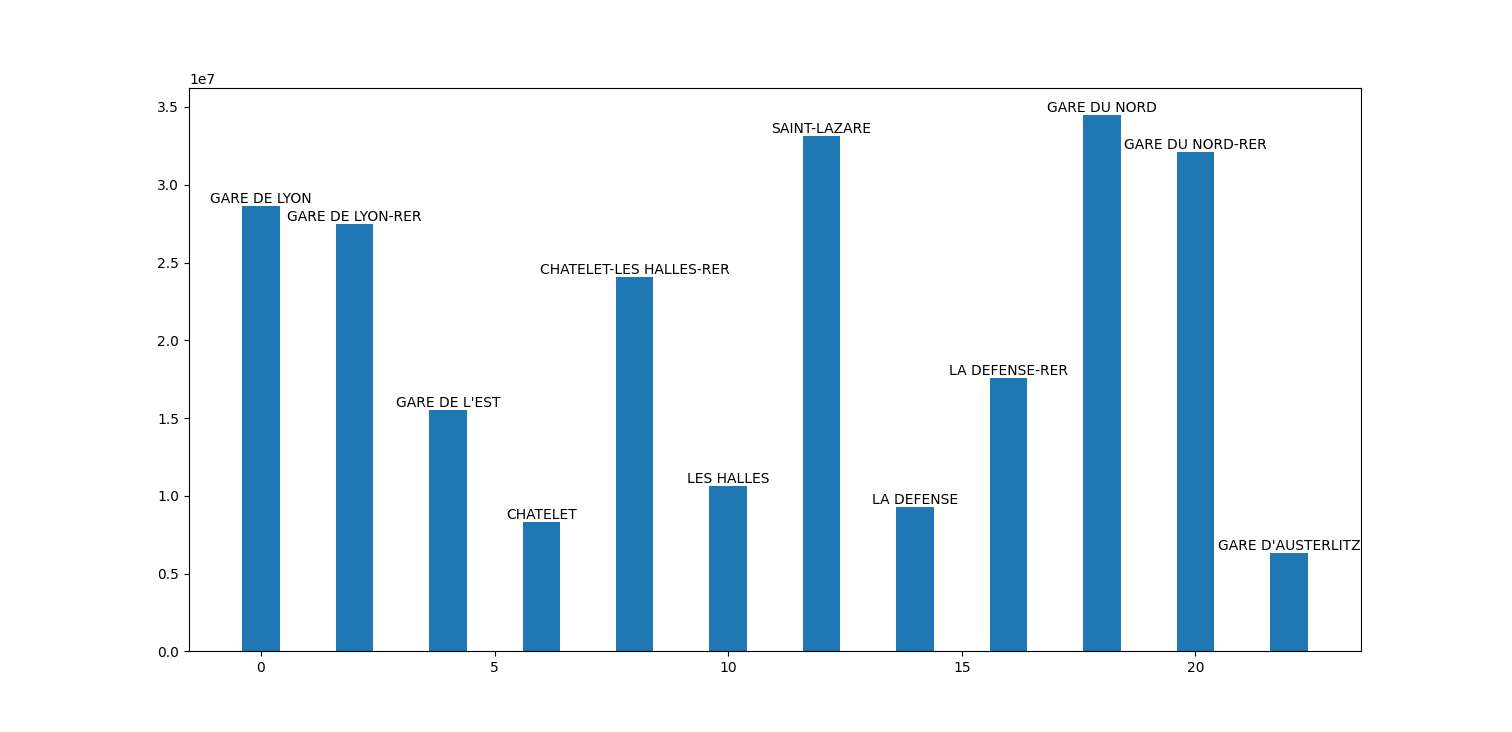 1e7
3.5
3.0
2.5
2.0
1.5
1.0
0.5
0.0
GARE DE LYON
GARE DE LYON-RER
GARE DE L'EST
CHATELET
CHATELET-LES HALLES-RER
LES HALLES
SAINT-LAZARE
LA DEFENSE
LA DEFENSE-RER
GARE DU NORD
GARE DU NORD-RER
GARE D'AUSTERLITZ
0 5 10 15 20